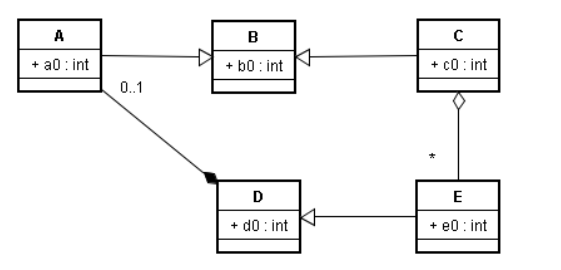 A
+ a0 : int
B
+ b0 : int
C
+ c0 : int
0..1
*
D
+ d0 : int
E
+ e0 : int